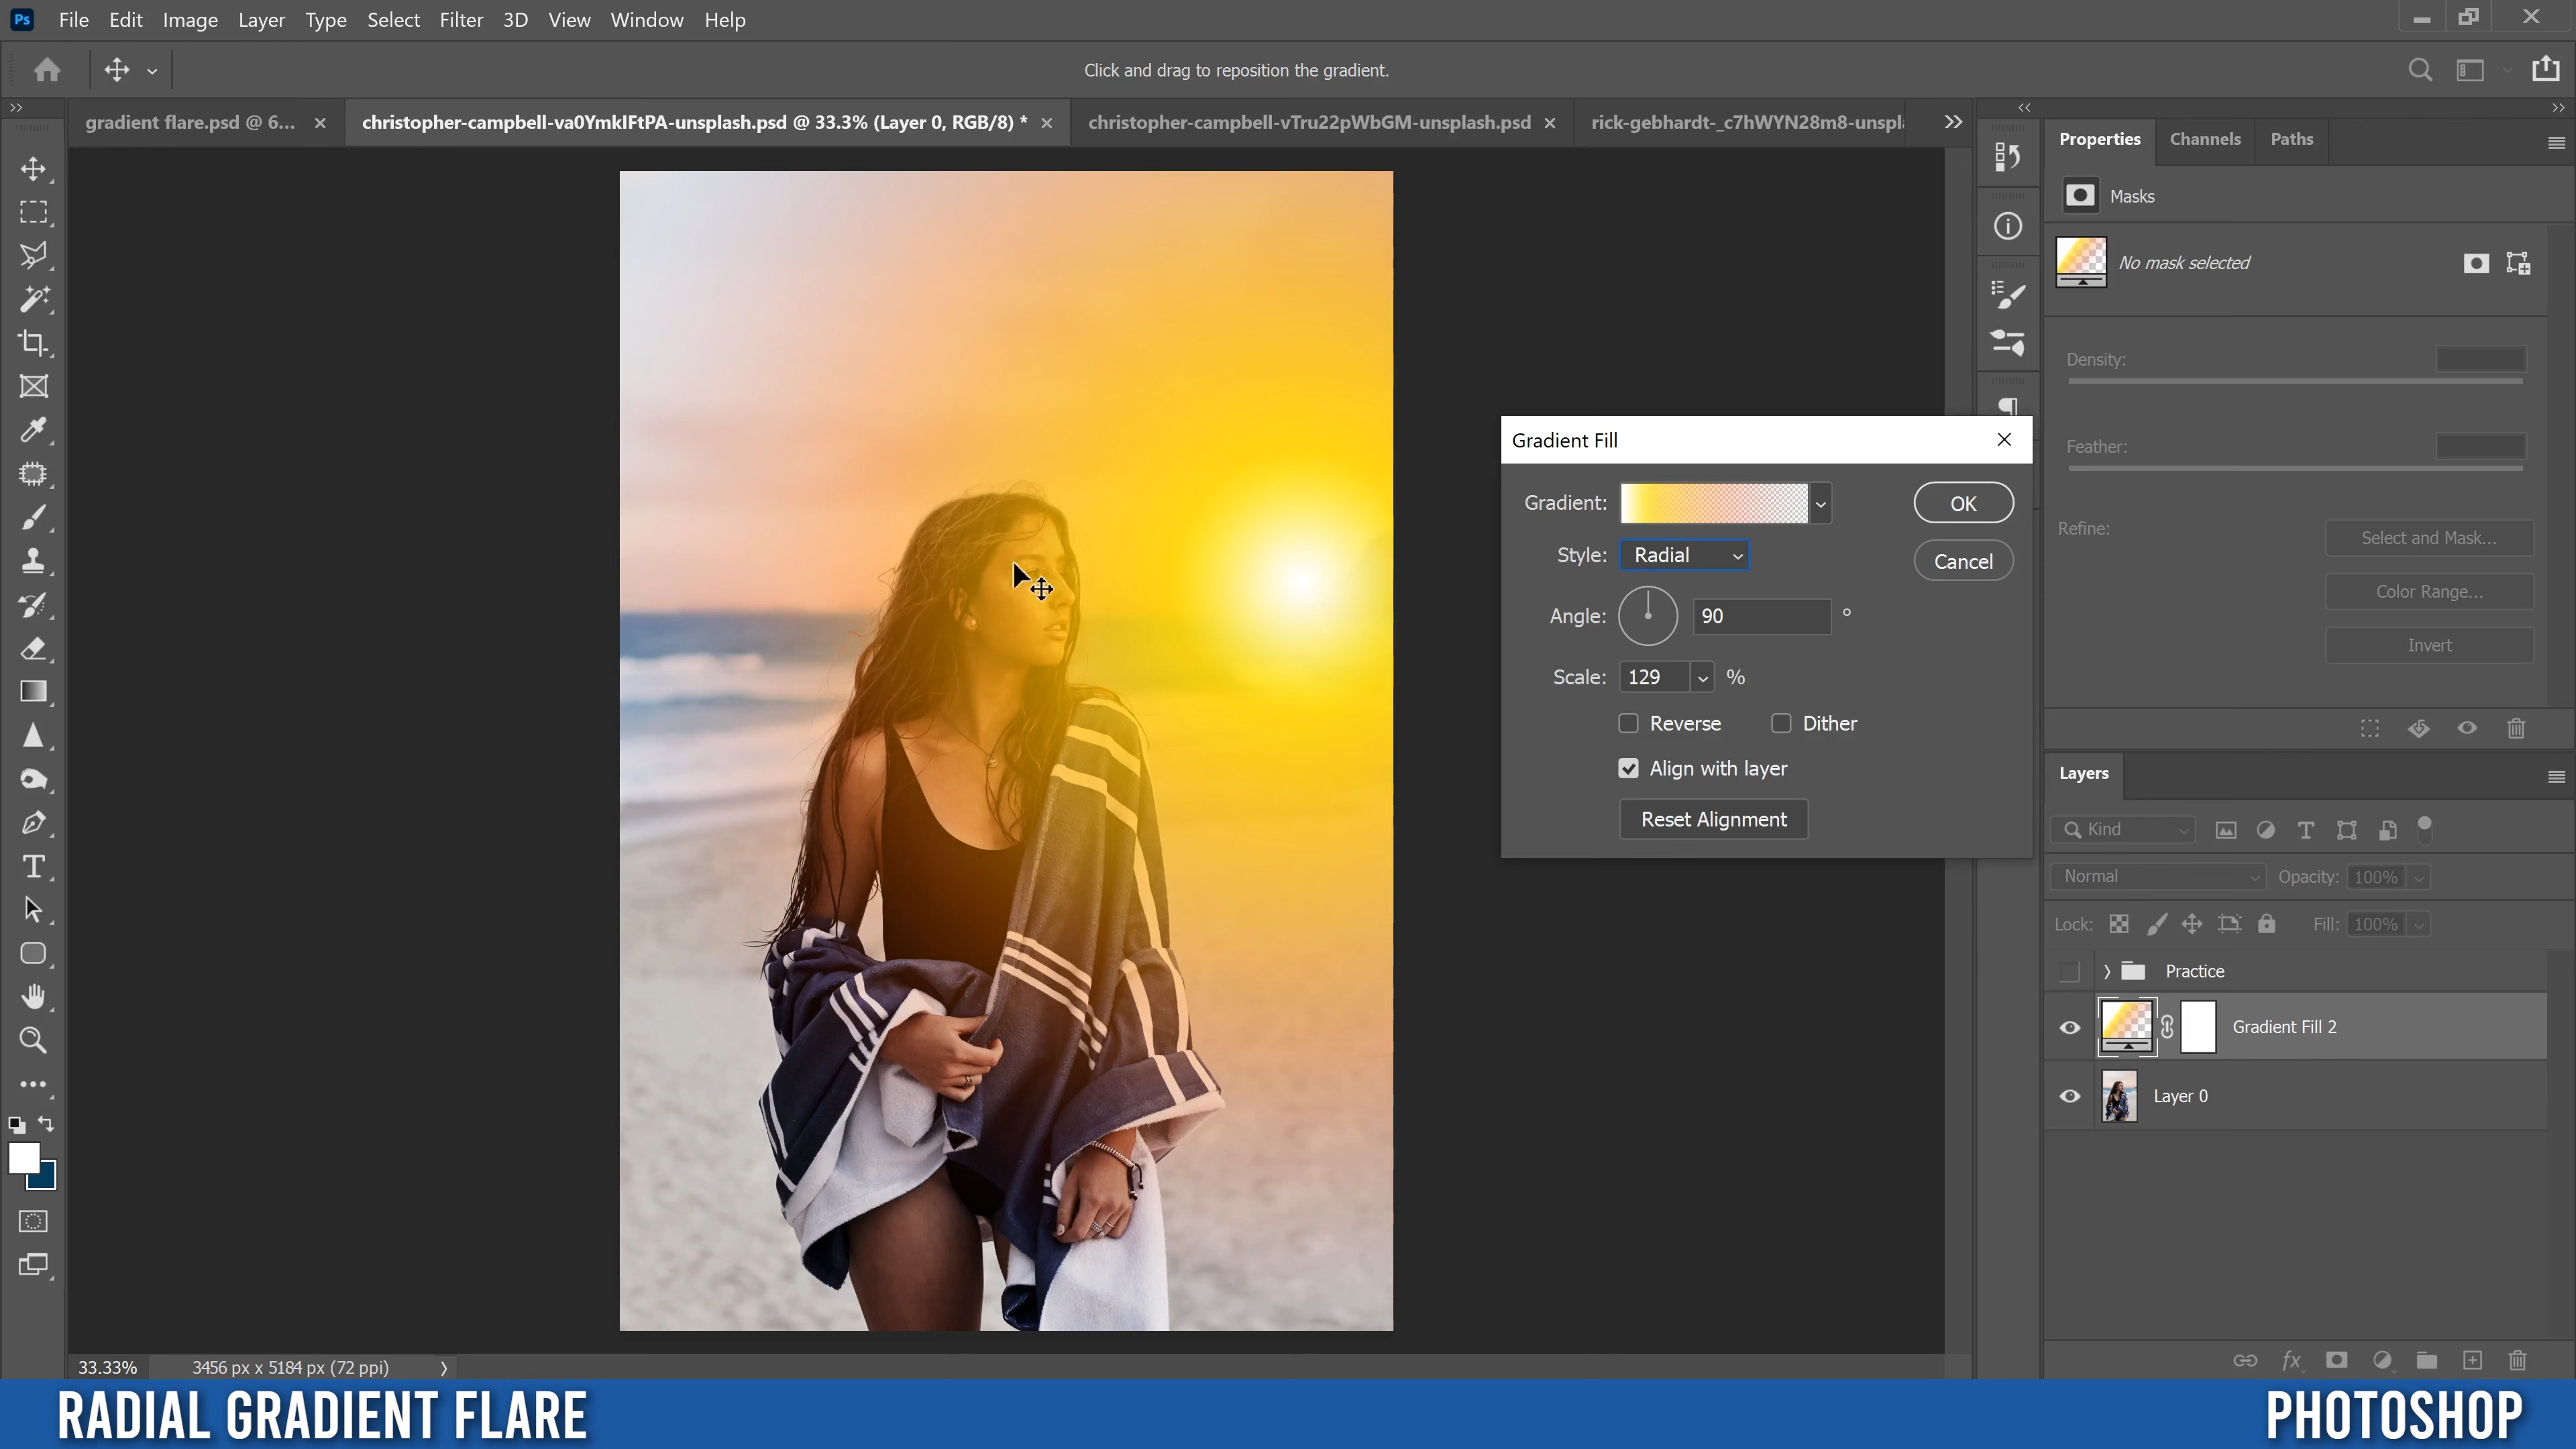 Ps File Edit Image Layer Type Select Filter 3D View Window Help
Click and drag to reposition the gradient.
gradient flare.psd @ 6... ×
christopher-campbell-va0YmkIFtPA-unsplash.psd @ 33.3% (Layer 0, RGB/8) * ×
christopher-campbell-vTru22pWbGM-unsplash.psd ×
rick-gebhardt-_c7hWYN28m8-unspl
Properties Channels Paths
Masks
No mask selected
Density:
Feather:
Refine:
Select and Mask...
Color Range...
Invert
Gradient Fill
Gradient:
OK
Style: Radial
Cancel
Angle: 90 °
Scale: 129 %
Reverse Dither
Align with layer
Reset Alignment
Layers
Kind
Normal Opacity: 100%
Lock: Fill: 100%
Practice
Gradient Fill 2
Layer 0
33.33% 3456 px x 5184 px (72 ppi)
RADIAL GRADIENT FLARE
PHOTOSHOP